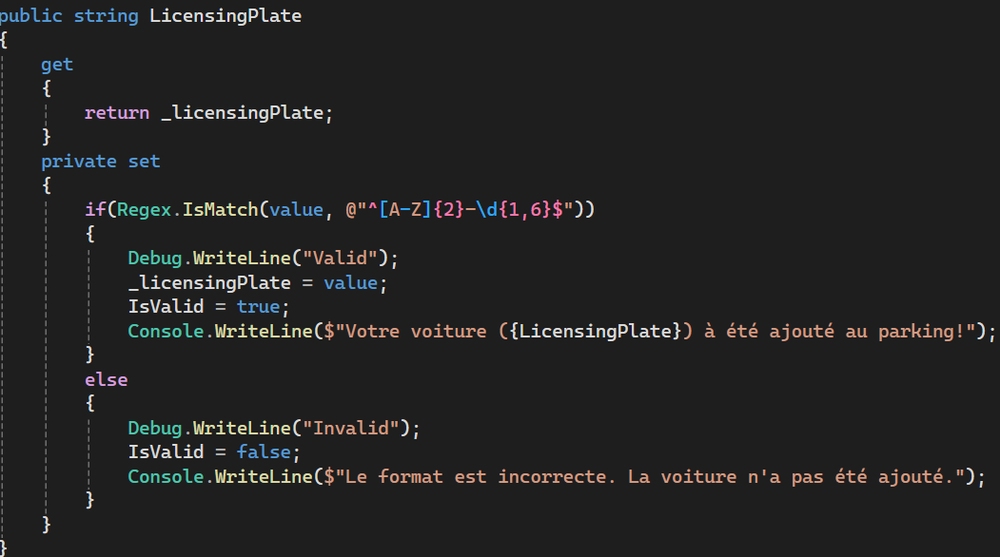 public string LicensingPlate
{
    get
    {
        return _licensingPlate;
    }
    private set
    {
        if(Regex.IsMatch(value, @"^[A-Z]{2}-\d{1,6}$"))
        {
            Debug.WriteLine("Valid");
            _licensingPlate = value;
            IsValid = true;
            Console.WriteLine($"Votre voiture ({LicensingPlate}) à été ajouté au parking!");
        }
        else
        {
            Debug.WriteLine("Invalid");
            IsValid = false;
            Console.WriteLine($"Le format est incorrecte. La voiture n'a pas été ajouté.");
        }
    }
}